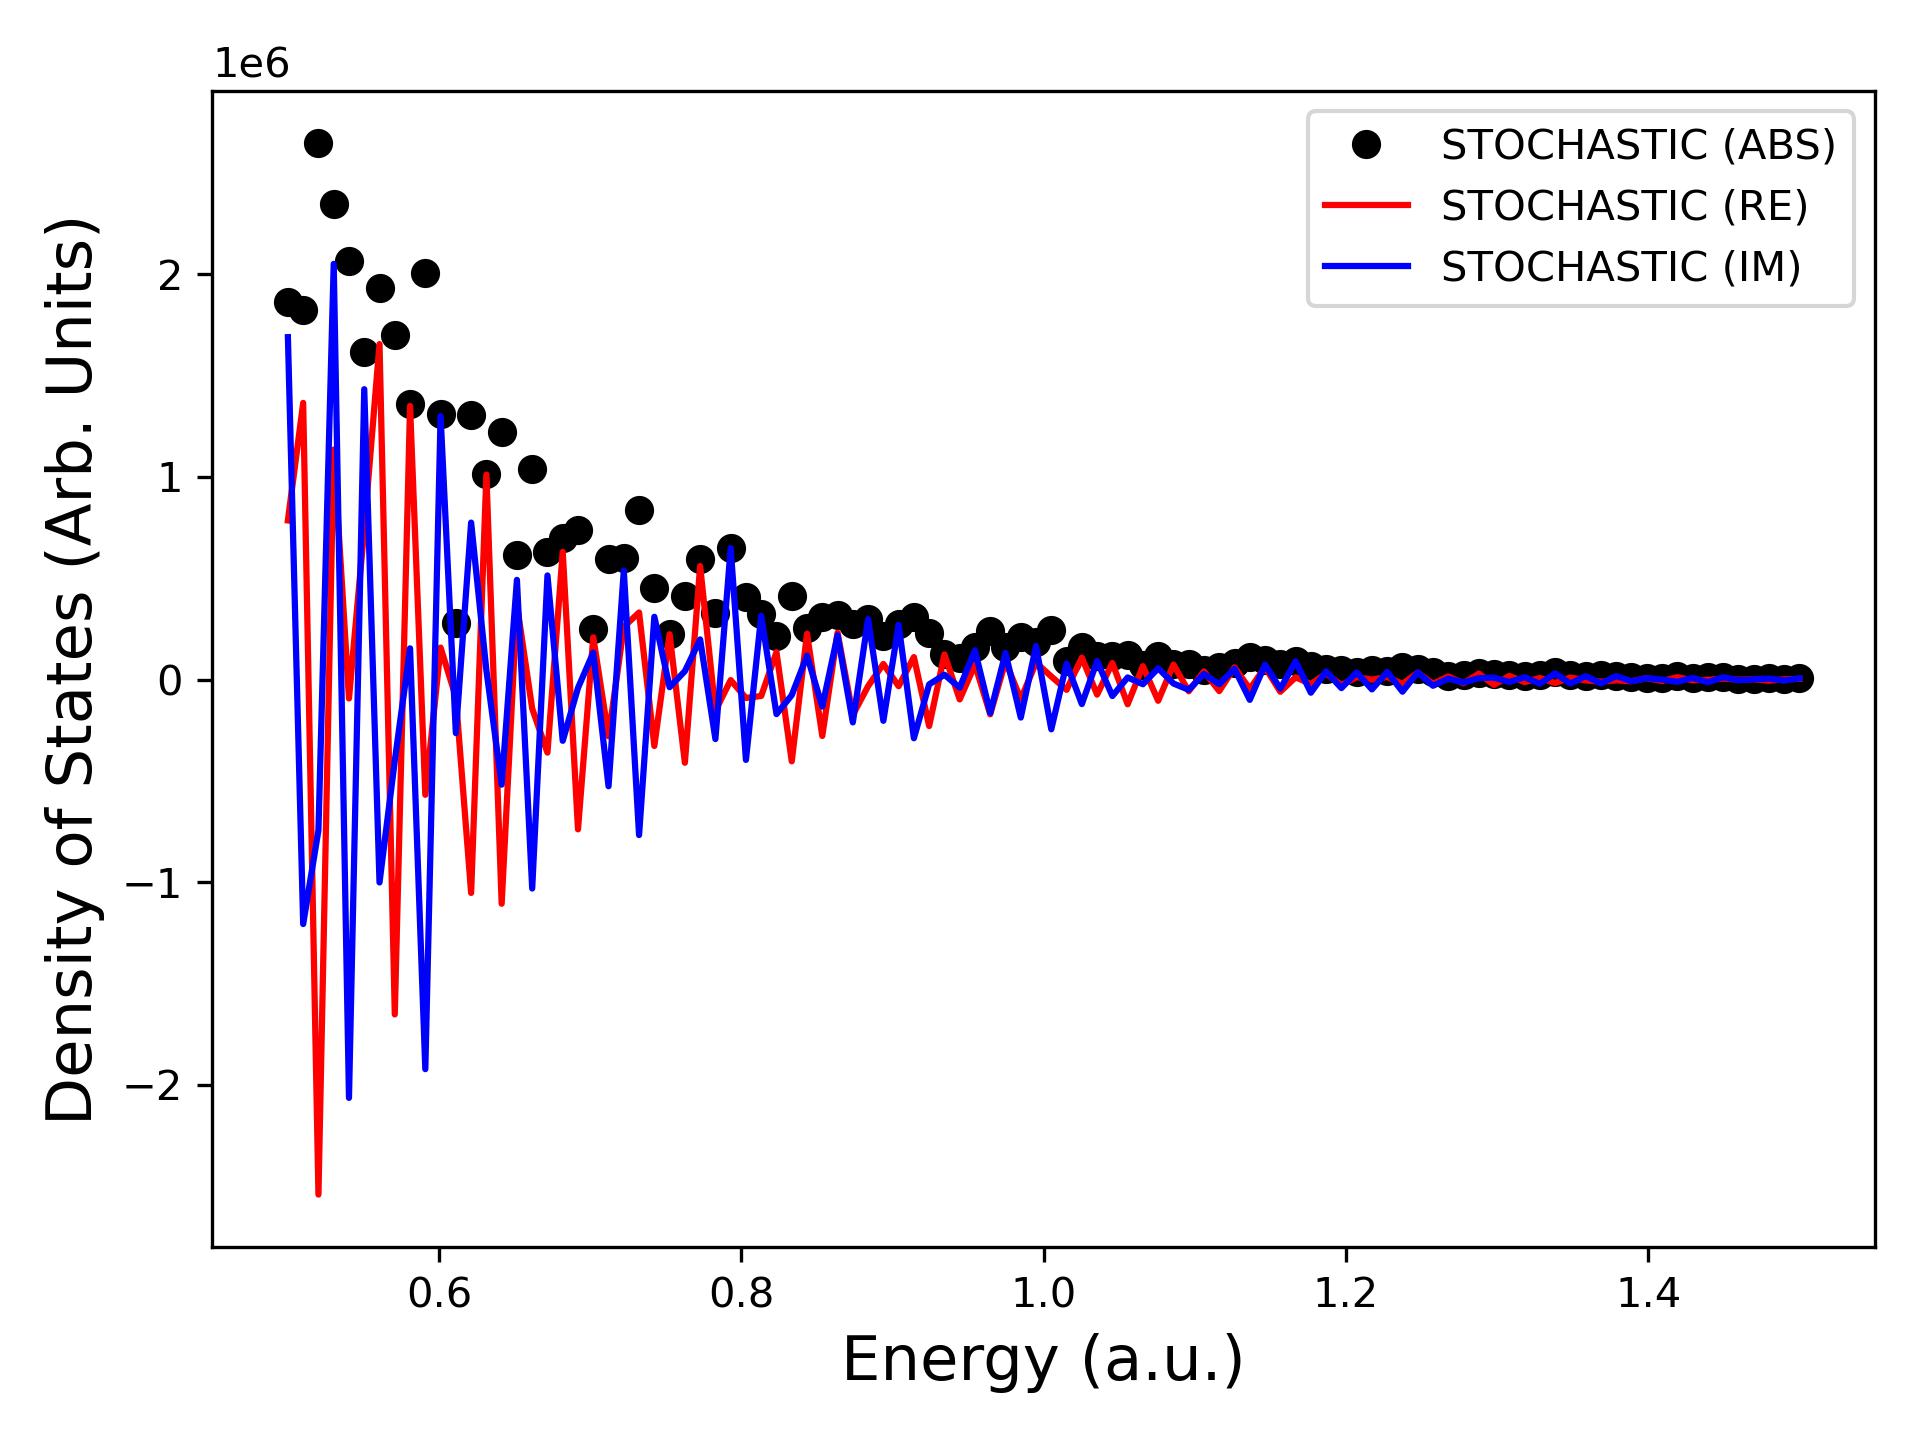 1e6
STOCHASTIC (ABS)
STOCHASTIC (RE)
STOCHASTIC (IM)
Density of States (Arb. Units)
2
1
0
−1
−2
0.6 0.8 1.0 1.2 1.4
Energy (a.u.)